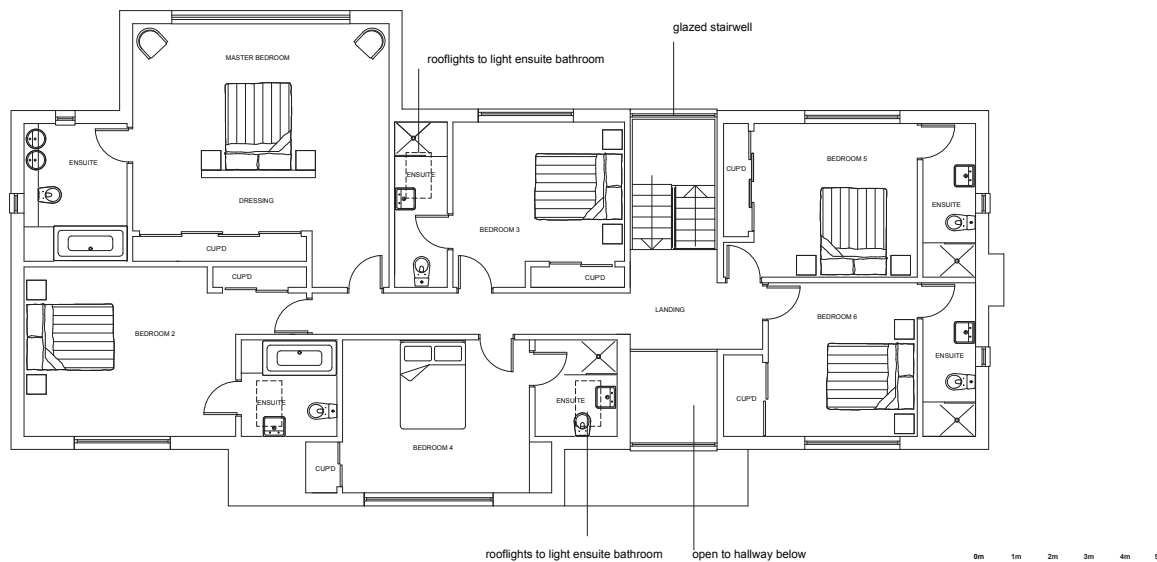 glazed stairwell
rooflights to light ensuite bathroom
MASTER BEDROOM
ENSUITE
DRESSING
CUP'D
CUP'D
BEDROOM 2
ENSUITE
ENSUITE
BEDROOM 3
CUP'D
BEDROOM 5
CUP'D
ENSUITE
LANDING
BEDROOM 6
ENSUITE
CUP'D
ENSUITE
BEDROOM 4
CUP'D
rooflights to light ensuite bathroom
open to hallway below
0m 1m 2m 3m 4m 5